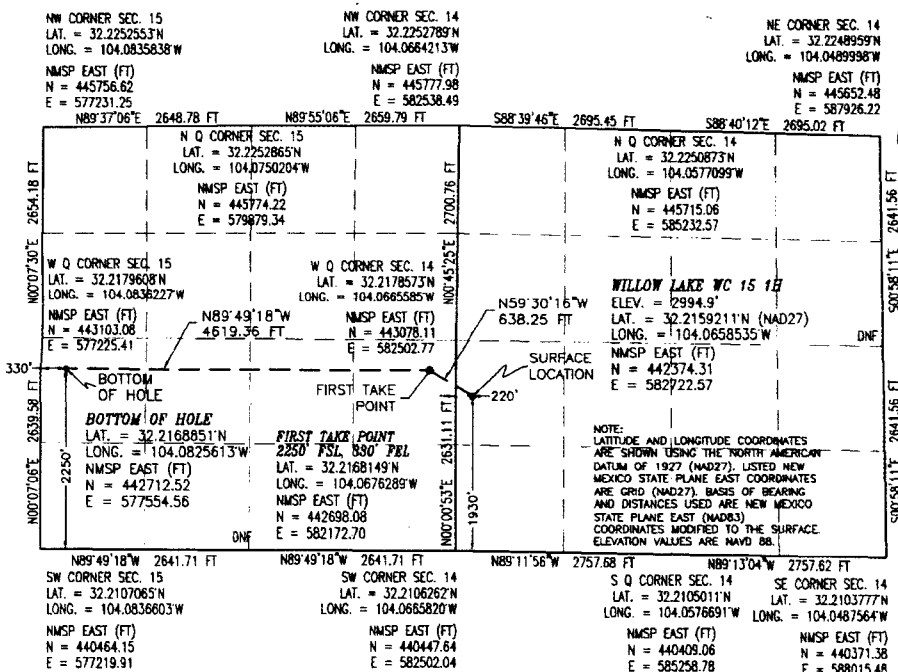 NW CORNER SEC. 15
LAT. = 32.2252553'N
LONG. = 104.0835838'W
NMSP EAST (FT)
N = 445756.62
E = 577231.25
NW CORNER SEC. 14
LAT. = 32.2252789'N
LONG. = 104.0664213'W
NMSP EAST (FT)
N = 445777.98
E = 582538.49
NE CORNER SEC. 14
LAT. = 32.2248959'N
LONG. = 104.0489998'W
NMSP EAST (FT)
N = 445652.48
E = 587926.22
N89°37'06"E 2648.78 FT
N89°55'06"E 2659.79 FT
S88°39'46"E 2695.45 FT
S88°40'12"E 2695.02 FT
N Q CORNER SEC. 15
LAT. = 32.2252865'N
LONG. = 104.0750204'W
NMSP EAST (FT)
N = 445774.22
E = 579879.34
N Q CORNER SEC. 14
LAT. = 32.2250873'N
LONG. = 104.0577099'W
NMSP EAST (FT)
N = 445715.06
E = 585232.57
N00°07'30"E 2654.18 FT
N00°45'25"E 2700.76 FT
S00°58'11"E 2641.56 FT
W Q CORNER SEC. 15
LAT. = 32.2179608'N
LONG. = 104.0836227'W
NMSP EAST (FT)
N = 443103.08
E = 577225.41
W Q CORNER SEC. 14
LAT. = 32.2178573'N
LONG. = 104.0665585'W
NMSP EAST (FT)
N = 443078.11
E = 582502.77
N89°49'18"W
4619.36 FT
N59°30'16"W
638.25 FT
WILLOW LAKE WC 15 1H
ELEV. = 2994.9'
LAT. = 32.2159211'N (NAD27)
LONG. = 104.0658535'W
NMSP EAST (FT)
N = 442374.31
E = 582722.57
DNF
330'
BOTTOM
OF HOLE
FIRST TAKE
POINT
SURFACE
LOCATION
220'
BOTTOM OF HOLE
LAT. = 32.2168851'N
LONG. = 104.0825613'W
NMSP EAST (FT)
N = 442712.52
E = 577554.56
FIRST TAKE POINT
2250' FSL, 330' FEL
LAT. = 32.2168149'N
LONG. = 104.0676289'W
NMSP EAST (FT)
N = 442698.08
E = 582172.70
NOTE:
LATITUDE AND LONGITUDE COORDINATES
ARE SHOWN USING THE NORTH AMERICAN
DATUM OF 1927 (NAD27). LISTED NEW
MEXICO STATE PLANE EAST COORDINATES
ARE GRID (NAD27). BASIS OF BEARING
AND DISTANCES USED ARE NEW MEXICO
STATE PLANE EAST (NAD83)
COORDINATES MODIFIED TO THE SURFACE.
ELEVATION VALUES ARE NAVD 88.
N00°07'06"E 2639.50 FT
2250'
DNF
N00°00'53"E 2631.11 FT
1930'
S00°58'11"E 2641.56 FT
N89°49'18"W 2641.71 FT
N89°49'18"W 2641.71 FT
N89°11'56"W 2757.68 FT
N89°13'04"W 2757.62 FT
SW CORNER SEC. 15
LAT. = 32.2107065'N
LONG. = 104.0836603'W
NMSP EAST (FT)
N = 440464.15
E = 577219.91
SW CORNER SEC. 14
LAT. = 32.2106262'N
LONG. = 104.0665820'W
NMSP EAST (FT)
N = 440447.64
E = 582502.04
S Q CORNER SEC. 14
LAT. = 32.2105011'N
LONG. = 104.0576691'W
NMSP EAST (FT)
N = 440409.06
E = 585258.78
SE CORNER SEC. 14
LAT. = 32.2103777'N
LONG. = 104.0487564'W
NMSP EAST (FT)
N = 440371.38
E = 588015.48